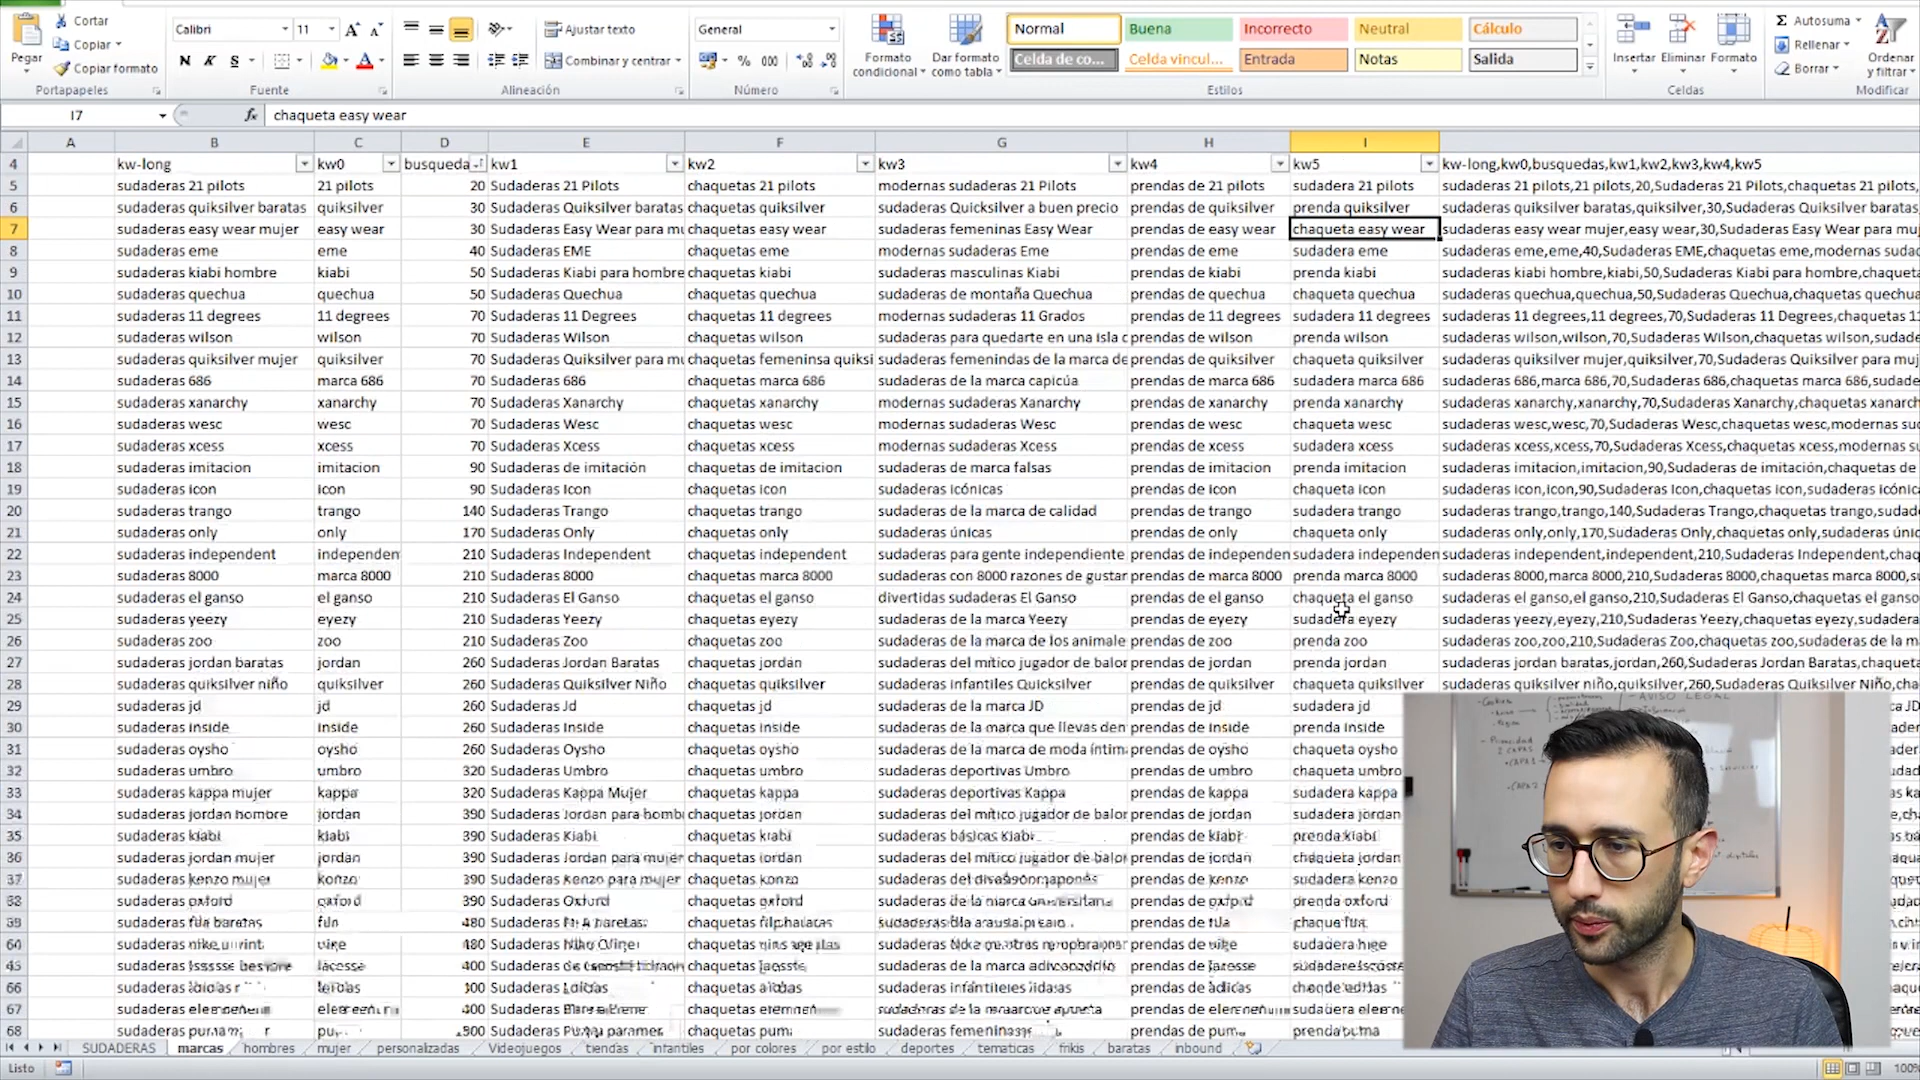 Cortar
Copiar
Copiar formato
Pegar
Portapapeles
Calibri 11
N K S
Fuente
Ajustar texto
Combinar y centrar
Alineación
General
% 000
Número
Formato condicional
Dar formato como tabla
Normal Buena Incorrecto Neutral Cálculo
Celda de co... Celda vincul... Entrada Notas Salida
Estilos
Insertar Eliminar Formato
Celdas
Autosuma
Rellenar
Borrar
Ordenar y filtrar
Modificar
I7 fx chaqueta easy wear
A B C D E F G H I
4 kw-long kw0 busqueda kw1 kw2 kw3 kw4 kw5 kw-long,kw0,busquedas,kw1,kw2,kw3,kw4,kw5
5 sudaderas 21 pilots 21 pilots 20 Sudaderas 21 Pilots chaquetas 21 pilots modernas sudaderas 21 Pilots prendas de 21 pilots sudadera 21 pilots sudaderas 21 pilots,21 pilots,20,Sudaderas 21 Pilots,chaquetas 21 pilots,
6 sudaderas quiksilver baratas quiksilver 30 Sudaderas Quiksilver baratas chaquetas quiksilver sudaderas Quicksilver a buen precio prendas de quiksilver prenda quiksilver sudaderas quiksilver baratas,quiksilver,30,Sudaderas Quiksilver baratas
7 sudaderas easy wear mujer easy wear 30 Sudaderas Easy Wear para mu chaquetas easy wear sudaderas femeninas Easy Wear prendas de easy wear chaqueta easy wear sudaderas easy wear mujer,easy wear,30,Sudaderas Easy Wear para muj
8 sudaderas eme eme 40 Sudaderas EME chaquetas eme modernas sudaderas Eme prendas de eme sudadera eme sudaderas eme,eme,40,Sudaderas EME,chaquetas eme,modernas sudad
9 sudaderas kiabi hombre kiabi 50 Sudaderas Kiabi para hombre chaquetas kiabi sudaderas masculinas Kiabi prendas de kiabi prenda kiabi sudaderas kiabi hombre,kiabi,50,Sudaderas Kiabi para hombre,chaqueta
10 sudaderas quechua quechua 50 Sudaderas Quechua chaquetas quechua sudaderas de montaña Quechua prendas de quechua chaqueta quechua sudaderas quechua,quechua,50,Sudaderas Quechua,chaquetas quechua
11 sudaderas 11 degrees 11 degrees 70 Sudaderas 11 Degrees chaquetas 11 degrees modernas sudaderas 11 Grados prendas de 11 degrees sudadera 11 degrees sudaderas 11 degrees,11 degrees,70,Sudaderas 11 Degrees,chaquetas 11
12 sudaderas wilson wilson 70 Sudaderas Wilson chaquetas wilson sudaderas para quedarte en una isla d prendas de wilson prenda wilson sudaderas wilson,wilson,70,Sudaderas Wilson,chaquetas wilson,sudader
13 sudaderas quiksilver mujer quiksilver 70 Sudaderas Quiksilver para mu chaquetas femeninsa quiksi sudaderas femenindas de la marca de prendas de quiksilver chaqueta quiksilver sudaderas quiksilver mujer,quiksilver,70,Sudaderas Quiksilver para muj
14 sudaderas 686 marca 686 70 Sudaderas 686 chaquetas marca 686 sudaderas de la marca capicúa prendas de marca 686 sudadera marca 686 sudaderas 686,marca 686,70,Sudaderas 686,chaquetas marca 686,sudade
15 sudaderas xanarchy xanarchy 70 Sudaderas Xanarchy chaquetas xanarchy modernas sudaderas Xanarchy prendas de xanarchy prenda xanarchy sudaderas xanarchy,xanarchy,70,Sudaderas Xanarchy,chaquetas xanarch
16 sudaderas wesc wesc 70 Sudaderas Wesc chaquetas wesc modernas sudaderas Wesc prendas de wesc chaqueta wesc sudaderas wesc,wesc,70,Sudaderas Wesc,chaquetas wesc,modernas su
17 sudaderas xcess xcess 70 Sudaderas Xcess chaquetas xcess modernas sudaderas Xcess prendas de xcess sudadera xcess sudaderas xcess,xcess,70,Sudaderas Xcess,chaquetas xcess,modernas su
18 sudaderas imitacion imitacion 90 Sudaderas de imitación chaquetas de imitacion sudaderas de marca falsas prendas de imitacion prenda imitacion sudaderas imitacion,imitacion,90,Sudaderas de imitación,chaquetas de
19 sudaderas icon icon 90 Sudaderas Icon chaquetas icon sudaderas icónicas prendas de icon chaqueta icon sudaderas icon,icon,90,Sudaderas Icon,chaquetas icon,sudaderas icónica
20 sudaderas trango trango 140 Sudaderas Trango chaquetas trango sudaderas de la marca de calidad prendas de trango sudadera trango sudaderas trango,trango,140,Sudaderas Trango,chaquetas trango,sudade
21 sudaderas only only 170 Sudaderas Only chaquetas only sudaderas únicas prendas de only chaqueta only sudaderas only,only,170,Sudaderas Only,chaquetas only,sudaderas única
22 sudaderas independent independen 210 Sudaderas Independent chaquetas independent sudaderas para gente independiente prendas de independen sudadera independen sudaderas independent,independent,210,Sudaderas Independent,chaq
23 sudaderas 8000 marca 8000 210 Sudaderas 8000 chaquetas marca 8000 sudaderas con 8000 razones de gustar prendas de marca 8000 prenda marca 8000 sudaderas 8000,marca 8000,210,Sudaderas 8000,chaquetas marca 8000,s
24 sudaderas el ganso el ganso 210 Sudaderas El Ganso chaquetas el ganso divertidas sudaderas El Ganso prendas de el ganso chaqueta el ganso sudaderas el ganso,el ganso,210,Sudaderas El Ganso,chaquetas el ganso
25 sudaderas yeezy eyezy 210 Sudaderas Yeezy chaquetas eyezy sudaderas de la marca Yeezy prendas de eyezy sudadera eyezy sudaderas yeezy,eyezy,210,Sudaderas Yeezy,chaquetas eyezy,sudaderas
26 sudaderas zoo zoo 210 Sudaderas Zoo chaquetas zoo sudaderas de la marca de los animale prendas de zoo prenda zoo sudaderas zoo,zoo,210,Sudaderas Zoo,chaquetas zoo,sudaderas de la m
27 sudaderas jordan baratas jordan 260 Sudaderas Jordan Baratas chaquetas jordan sudaderas del mítico jugador de balor prendas de jordan prenda jordan sudaderas jordan baratas,jordan,260,Sudaderas Jordan Baratas,chaqueta
28 sudaderas quiksilver niño quiksilver 260 Sudaderas Quiksilver Niño chaquetas quiksilver sudaderas infantiles Quicksilver prendas de quiksilver chaqueta quiksilver sudaderas quiksilver niño,quiksilver,260,Sudaderas Quiksilver Niño,cha
29 sudaderas jd jd 260 Sudaderas Jd chaquetas jd sudaderas de la marca JD prendas de jd sudadera jd
30 sudaderas inside inside 260 Sudaderas Inside chaquetas inside sudaderas de la marca que llevas den prendas de inside prenda inside
31 sudaderas oysho oysho 260 Sudaderas Oysho chaquetas oysho sudaderas de la marca de moda íntim prendas de oysho chaqueta oysho
32 sudaderas umbro umbro 320 Sudaderas Umbro chaquetas umbro sudaderas deportivas Umbro prendas de umbro chaqueta umbro
33 sudaderas kappa mujer kappa 320 Sudaderas Kappa Mujer chaquetas kappa sudaderas deportivas Kappa prendas de kappa sudadera kappa
34 sudaderas jordan hombre jordan 390 Sudaderas Jordan para homb chaquetas jordan sudaderas del mítico jugador de balor prendas de jordan sudadera jordan
35 sudaderas kiabi kiabi 390 Sudaderas Kiabi chaquetas kiabi sudaderas básicas Kiabi prendas de kiabi prenda kiabi
36 sudaderas jordan mujer jordan 390 Sudaderas Jordan para mujer chaquetas jordan sudaderas del mítico jugador de balor prendas de jordan chaqueta jordan
37 sudaderas kenzo mujer 390 Sudaderas Kenzo para mujer chaquetas sudaderas del prendas de sudadera kenzo
sudaderas oxford oxford 390 Sudaderas Oxford chaquetas oxford sudaderas de la marca prendas de prenda oxford
sudaderas fila baratas 480
SUDADERAS marcas hombres mujer personalizadas Videojuegos tiendas infantiles por colores por estilo deportes tematicas frikis baratas inbound
Listo 100%
AVISO LEGAL